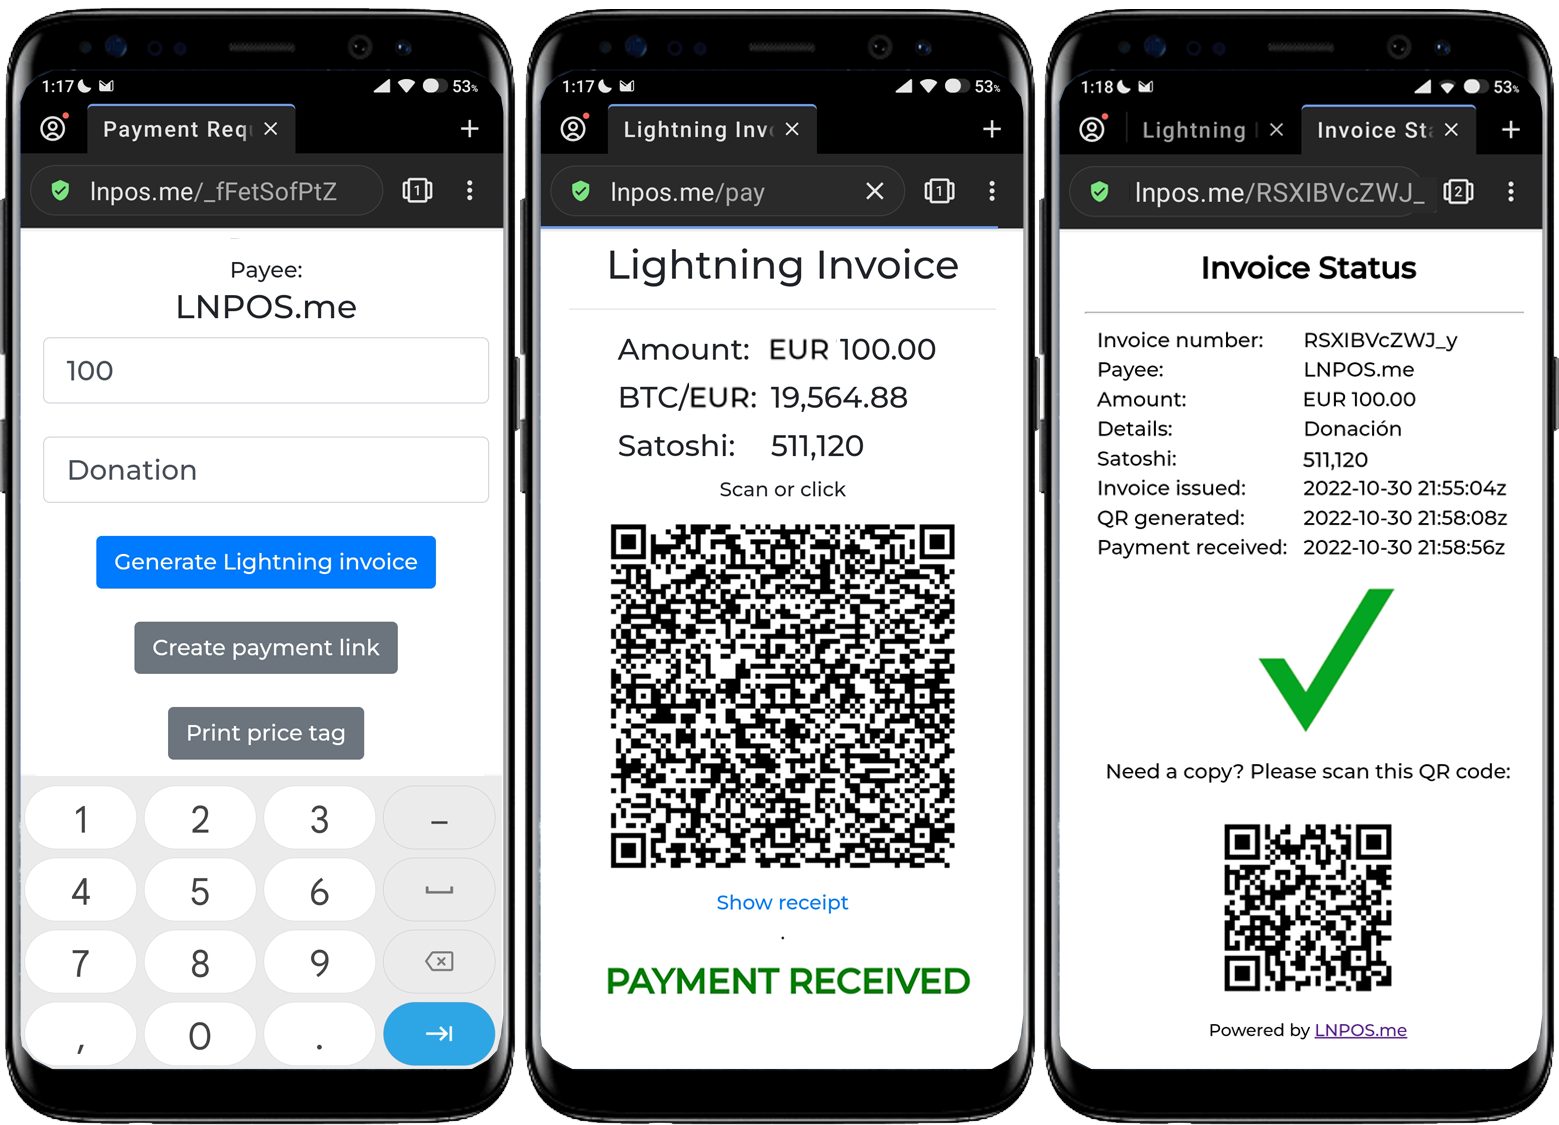 1:17
53%
Payment Req
lnpos.me/_fFetSofPtZ
1
Payee:
LNPOS.me
100
Donation
Generate Lightning invoice
Create payment link
Print price tag
1 2 3 –
4 5 6
7 8 9
, 0 .
1:17
53%
Lightning Inv
lnpos.me/pay
1
Lightning Invoice
Amount: EUR 100.00
BTC/EUR: 19,564.88
Satoshi: 511,120
Scan or click
Show receipt
.
PAYMENT RECEIVED
1:18
53%
Lightning
Invoice St
lnpos.me/RSXIBVcZWJ_
2
Invoice Status
Invoice number: RSXIBVcZWJ_y
Payee: LNPOS.me
Amount: EUR 100.00
Details: Donación
Satoshi: 511,120
Invoice issued: 2022-10-30 21:55:04z
QR generated: 2022-10-30 21:58:08z
Payment received: 2022-10-30 21:58:56z
Need a copy? Please scan this QR code:
Powered by LNPOS.me